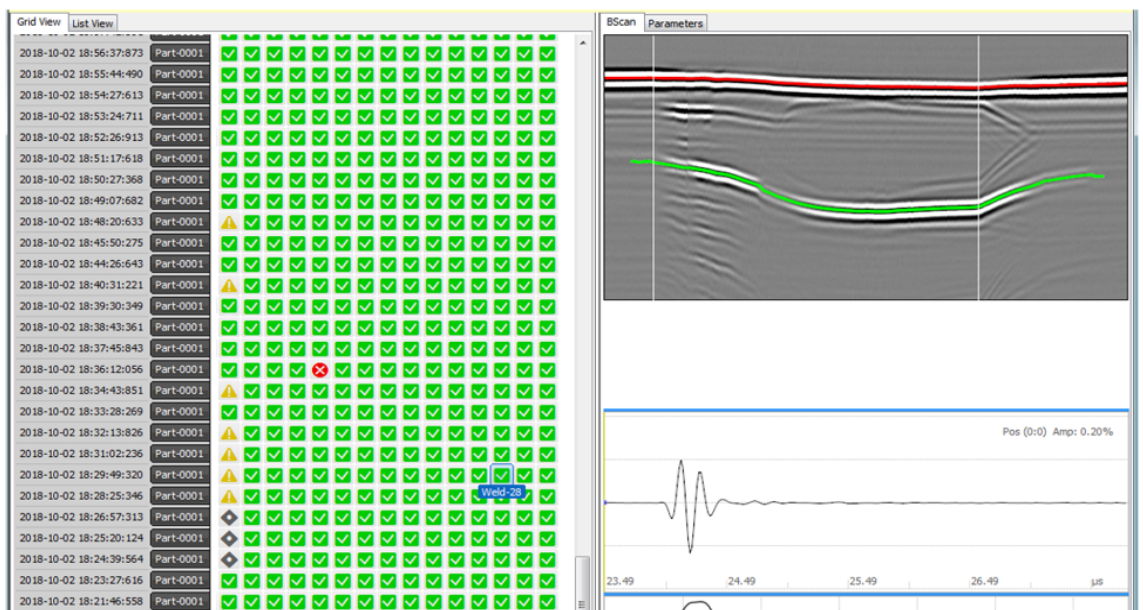 Grid View List View
2018-10-02 18:56:37:873 Part-0001
2018-10-02 18:55:44:490 Part-0001
2018-10-02 18:54:27:613 Part-0001
2018-10-02 18:53:24:711 Part-0001
2018-10-02 18:52:26:913 Part-0001
2018-10-02 18:51:17:618 Part-0001
2018-10-02 18:50:27:368 Part-0001
2018-10-02 18:49:07:682 Part-0001
2018-10-02 18:48:20:633 Part-0001
2018-10-02 18:45:50:275 Part-0001
2018-10-02 18:44:26:643 Part-0001
2018-10-02 18:40:31:221 Part-0001
2018-10-02 18:39:30:349 Part-0001
2018-10-02 18:38:43:361 Part-0001
2018-10-02 18:37:45:843 Part-0001
2018-10-02 18:36:12:056 Part-0001
2018-10-02 18:34:43:851 Part-0001
2018-10-02 18:33:28:269 Part-0001
2018-10-02 18:32:13:826 Part-0001
2018-10-02 18:31:02:236 Part-0001
2018-10-02 18:29:49:320 Part-0001
Weld-28
2018-10-02 18:28:25:346 Part-0001
2018-10-02 18:26:57:313 Part-0001
2018-10-02 18:25:20:124 Part-0001
2018-10-02 18:24:39:564 Part-0001
2018-10-02 18:23:27:616 Part-0001
2018-10-02 18:21:46:558 Part-0001
BScan Parameters
Pos (0:0) Amp: 0.20%
23.49 24.49 25.49 26.49 µs